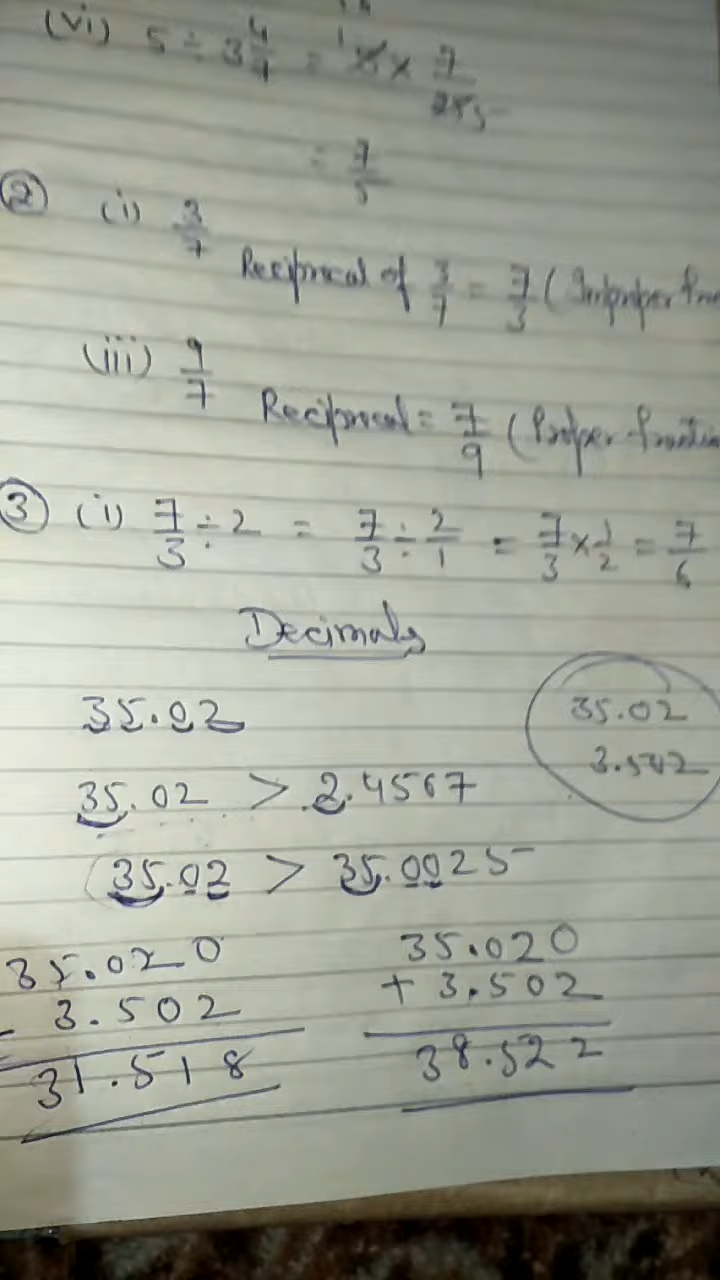 (vi) 5 ÷ 3 4/7 = 1 5 × 7/25 5
= 7/5
② (i) 3/7
Reciprocal of 3/7 = 7/3 (Improper
(iii) 9/7 Reciprocal = 7/9 (Proper fraction
③ (i) 7/3 ÷ 2 = 7/3 ÷ 2/1 = 7/3 × 1/2 = 7/6
Decimals
35.02
35.02 > 2.4567
35.02
35.02 > 35.0025
35.020
- 3.502
31.518
35.020
+ 3.502
38.522